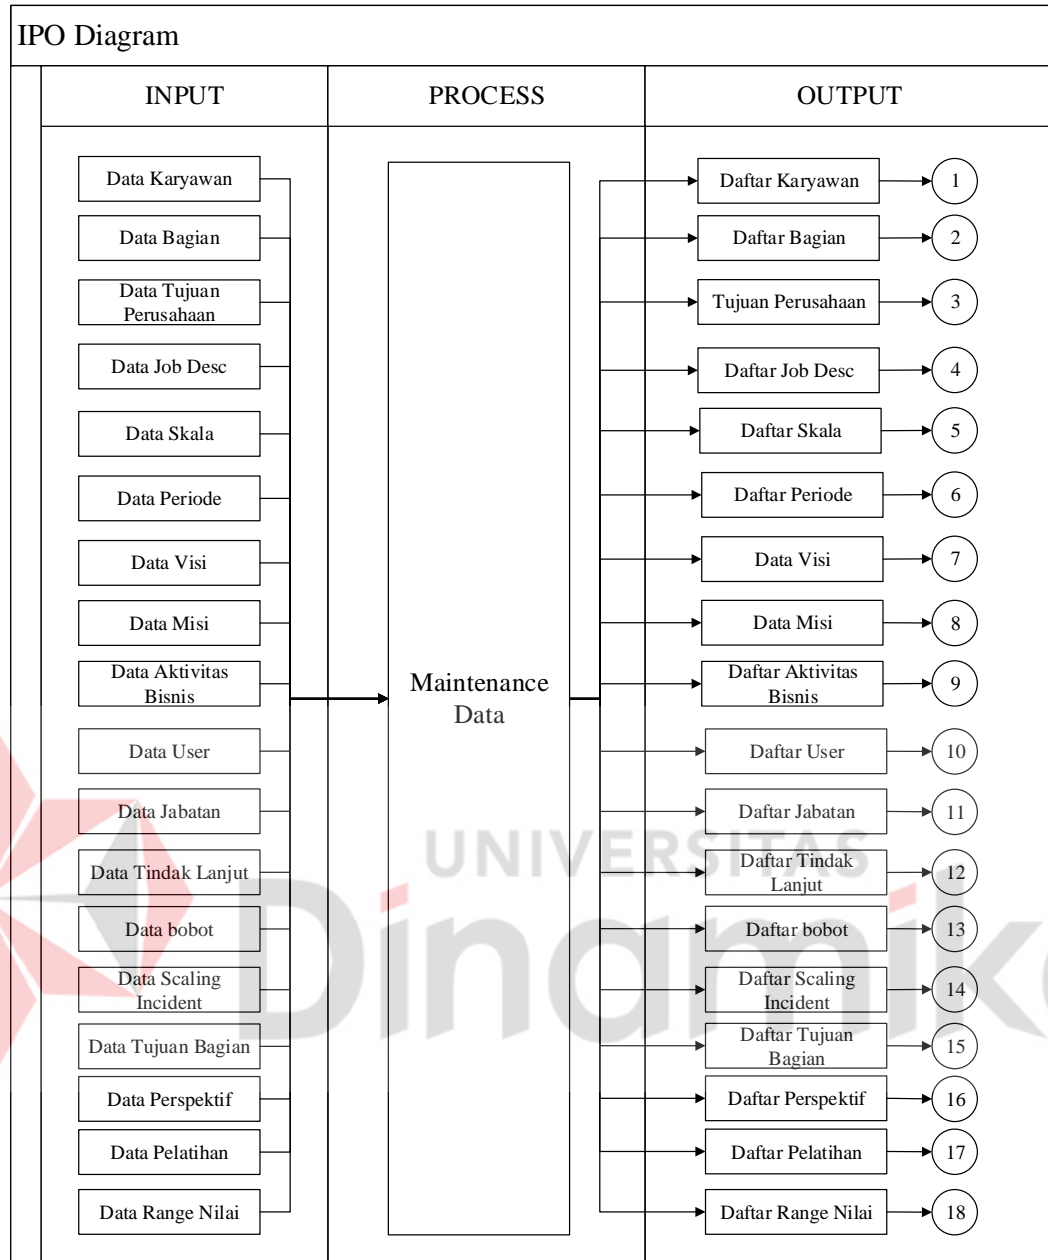 IPO Diagram
INPUT
PROCESS
OUTPUT
Data Karyawan
Daftar Karyawan
1
Data Bagian
Daftar Bagian
2
Data Tujuan
Perusahaan
Tujuan Perusahaan
3
Data Job Desc
Daftar Job Desc
4
Data Skala
Daftar Skala
5
Data Periode
Daftar Periode
6
Data Visi
Data Visi
7
Data Misi
Data Misi
8
Data Aktivitas
Bisnis
Maintenance
Data
Daftar Aktivitas
Bisnis
9
Data User
Daftar User
10
Data Jabatan
Daftar Jabatan
11
Data Tindak Lanjut
Daftar Tindak
Lanjut
12
Data bobot
Daftar bobot
13
Data Scaling
Incident
Daftar Scaling
Incident
14
Data Tujuan Bagian
Daftar Tujuan
Bagian
15
Data Perspektif
Daftar Perspektif
16
Data Pelatihan
Daftar Pelatihan
17
Data Range Nilai
Daftar Range Nilai
18
UNIVERSITAS
Dinamika